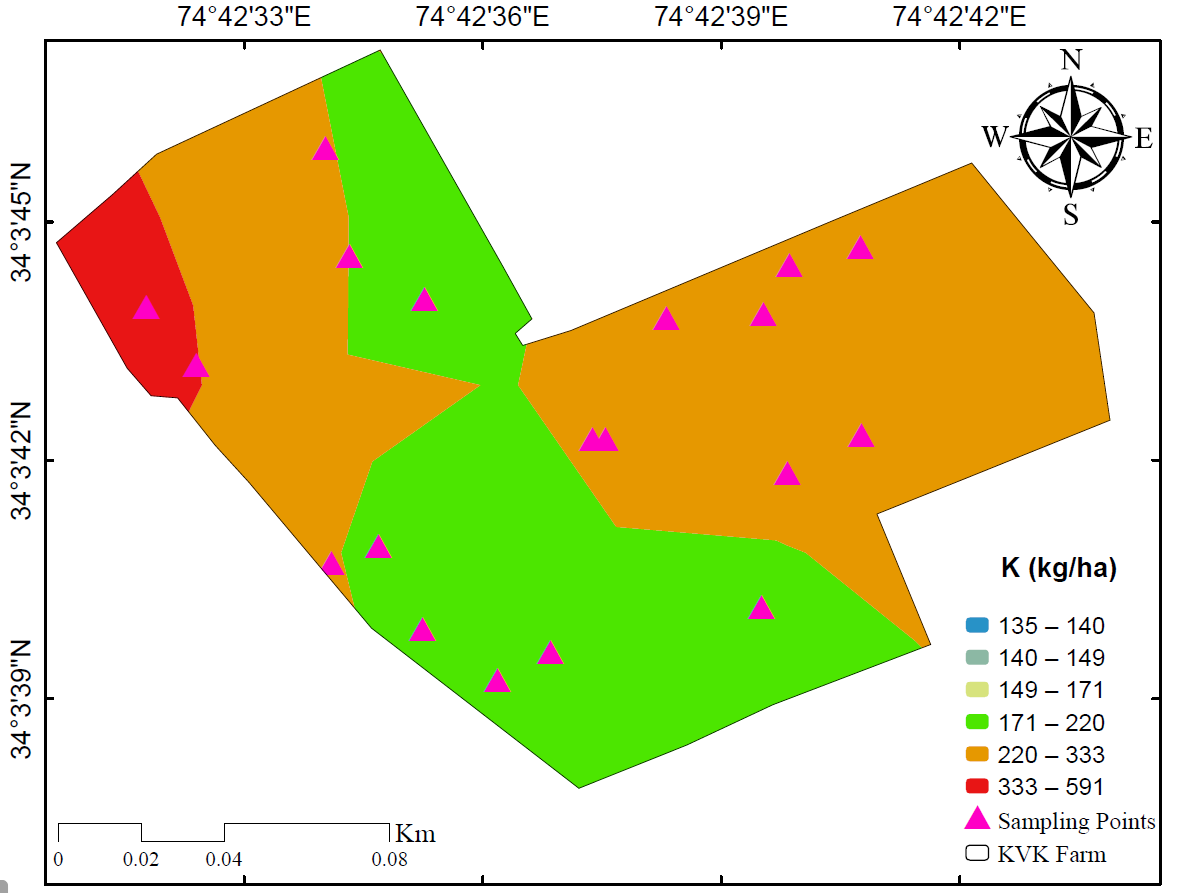 74°42'33"E 74°42'36"E 74°42'39"E 74°42'42"E
N
W E
S
34°3'45"N
34°3'42"N
34°3'39"N
K (kg/ha)
135 – 140
140 – 149
149 – 171
171 – 220
220 – 333
333 – 591
Sampling Points
KVK Farm
Km
0 0.02 0.04 0.08